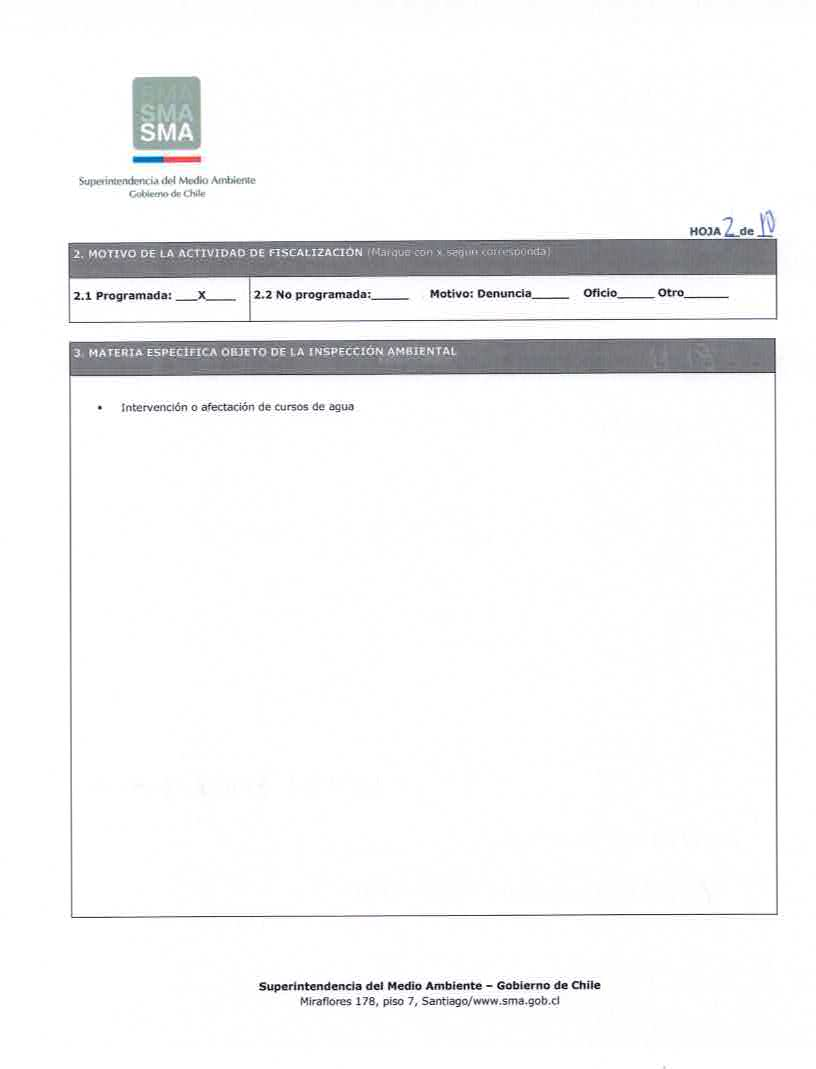 SMA
SMA
SMA
Superintendencia del Medio Ambiente
Gobierno de Chile
HOJA 2 de 10
2. MOTIVO DE LA ACTIVIDAD DE FISCALIZACIÓN (Marque con x según corresponda)
2.1 Programada: ___X____ 2.2 No programada:_____ Motivo: Denuncia_____ Oficio_____ Otro______
3. MATERIA ESPECÍFICA OBJETO DE LA INSPECCIÓN AMBIENTAL
• Intervención o afectación de cursos de agua
Superintendencia del Medio Ambiente – Gobierno de Chile
Miraflores 178, piso 7, Santiago/www.sma.gob.cl